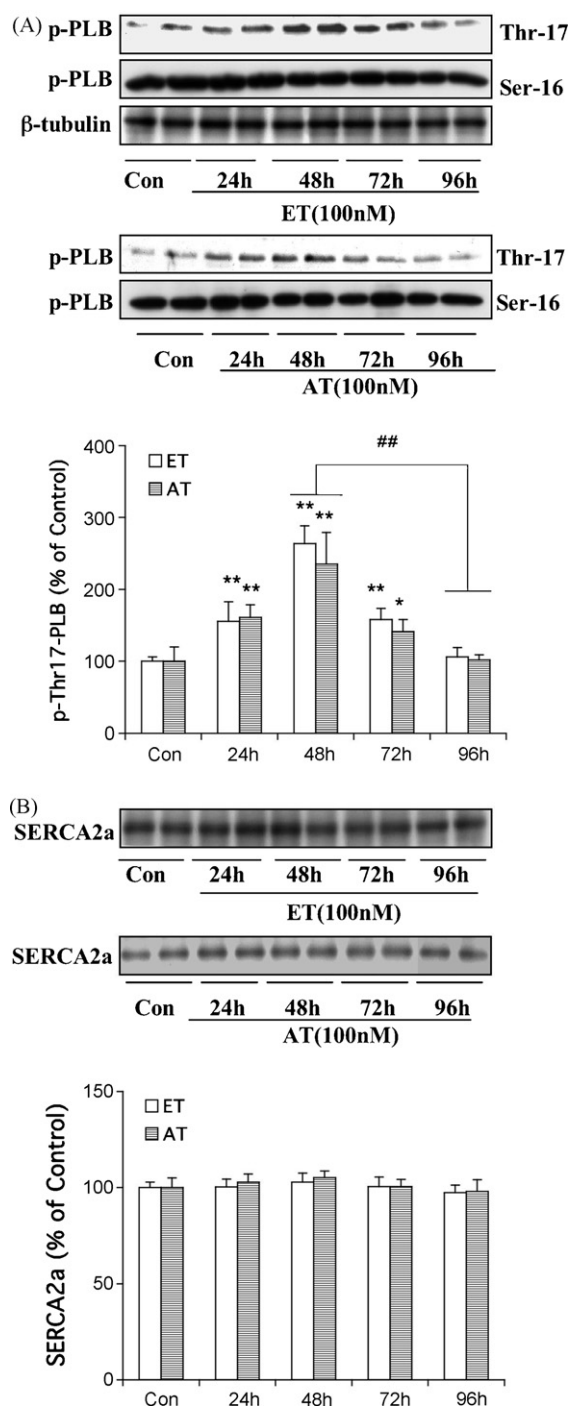 (A)
p-PLB Thr-17
p-PLB Ser-16
β-tubulin
Con 24h 48h 72h 96h
ET(100nM)
p-PLB Thr-17
p-PLB Ser-16
Con 24h 48h 72h 96h
AT(100nM)
p-Thr17-PLB (% of Control)
400
300
200
100
0
ET
AT
##
** **
** **
** *
Con 24h 48h 72h 96h
(B)
SERCA2a
Con 24h 48h 72h 96h
ET(100nM)
SERCA2a
Con 24h 48h 72h 96h
AT(100nM)
SERCA2a (% of Control)
150
100
50
0
ET
AT
Con 24h 48h 72h 96h